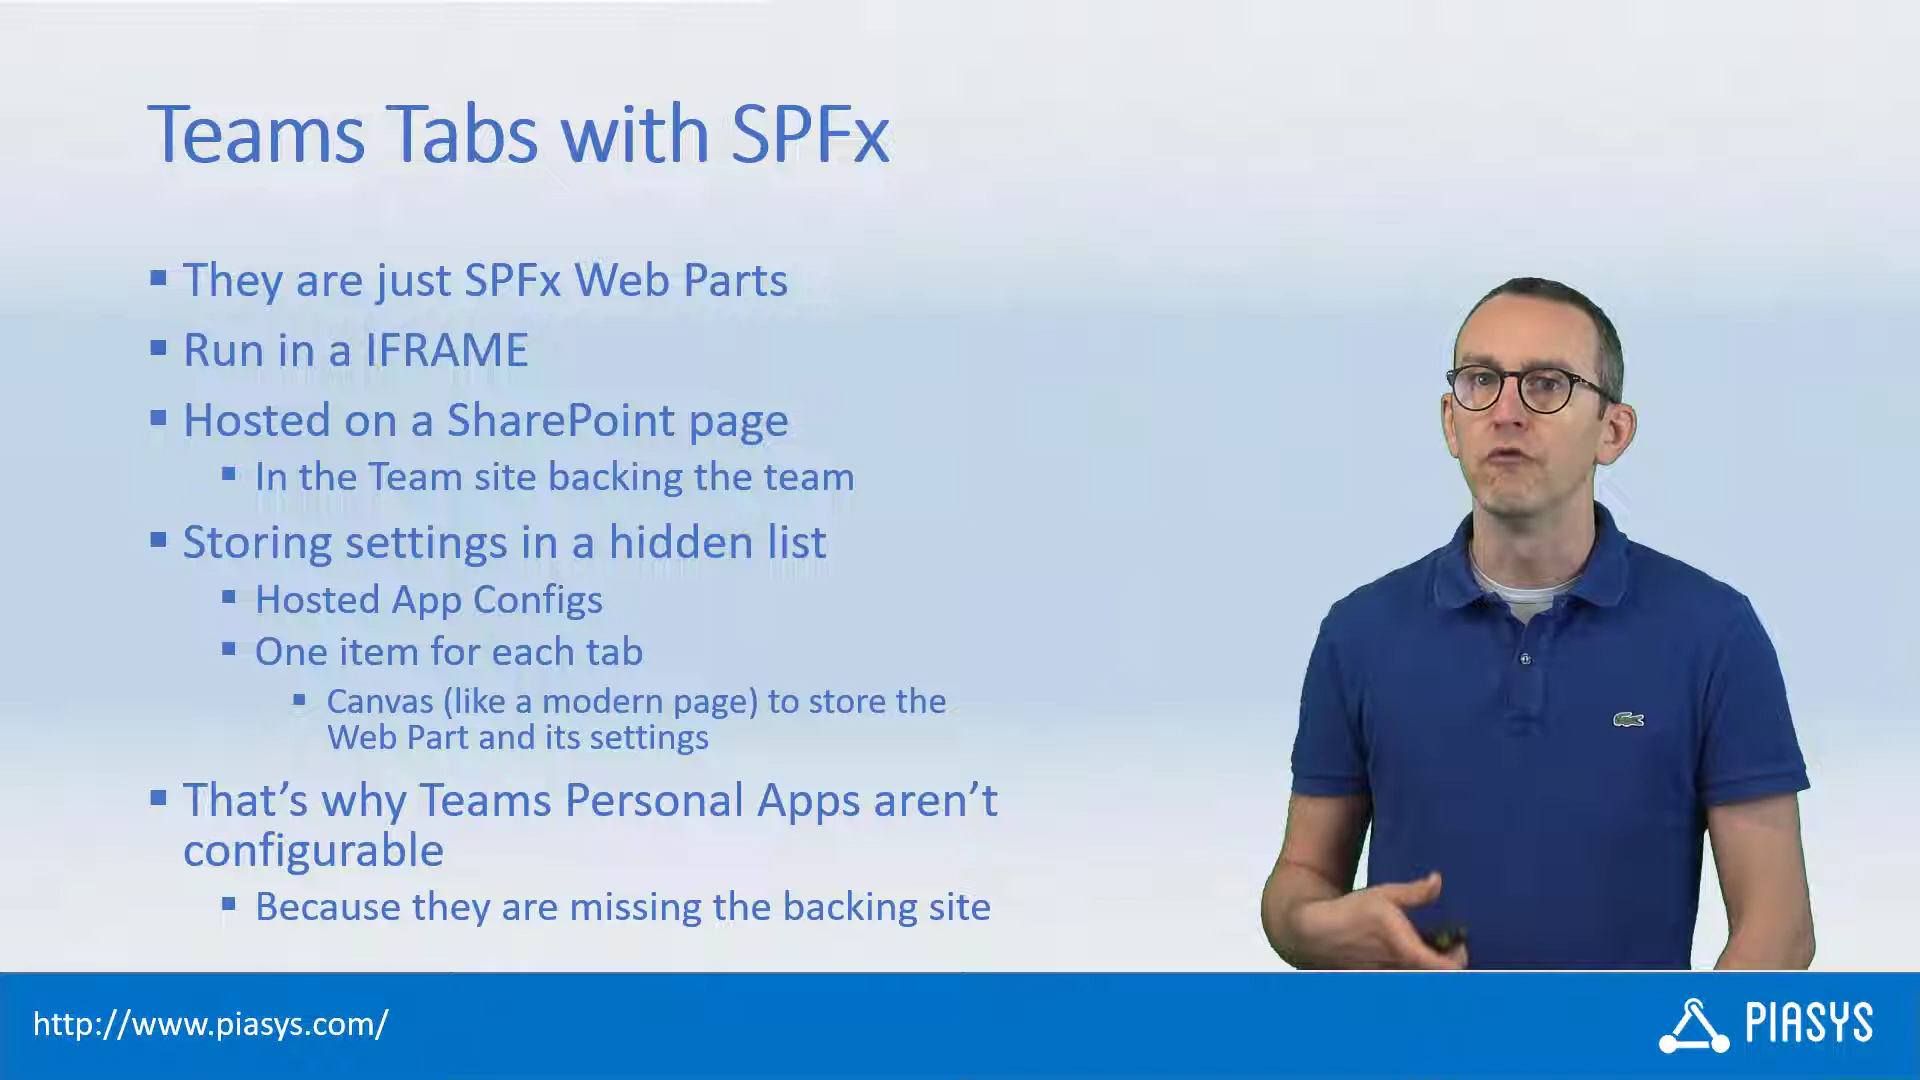 Teams Tabs with SPFx
▪ They are just SPFx Web Parts
▪ Run in a IFRAME
▪ Hosted on a SharePoint page
▪ In the Team site backing the team
▪ Storing settings in a hidden list
▪ Hosted App Configs
▪ One item for each tab
▪ Canvas (like a modern page) to store the
Web Part and its settings
▪ That’s why Teams Personal Apps aren’t
configurable
▪ Because they are missing the backing site
http://www.piasys.com/
PIASYS